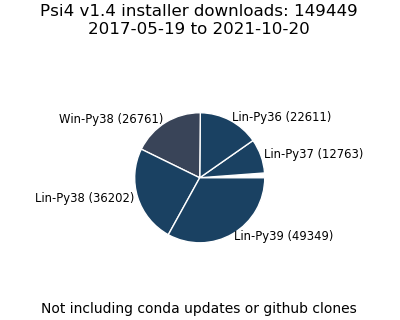 Psi4 v1.4 installer downloads: 149449
2017-05-19 to 2021-10-20
Win-Py38 (26761)
Lin-Py36 (22611)
Lin-Py37 (12763)
Lin-Py38 (36202)
Lin-Py39 (49349)
Not including conda updates or github clones